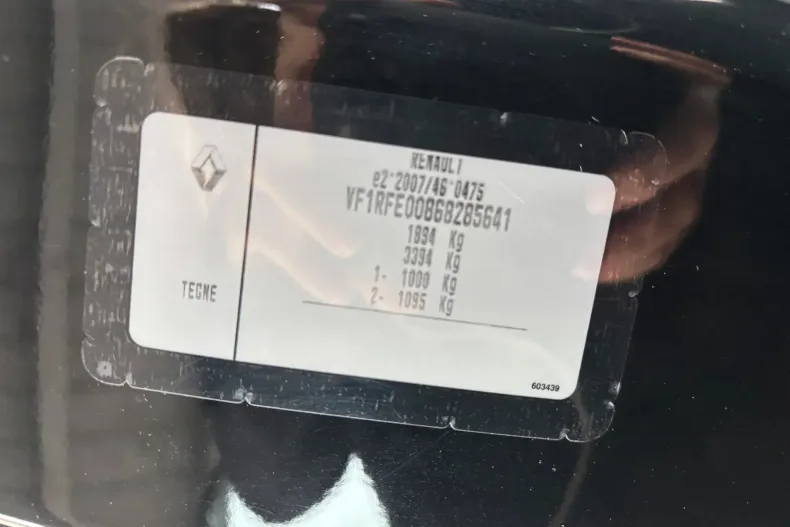 RENAULT
e2*2007/46*0475
VF1RFE00868285641
1894 Kg
3394 Kg
1- 1000 Kg
2- 1095 Kg
TEGNE
603439